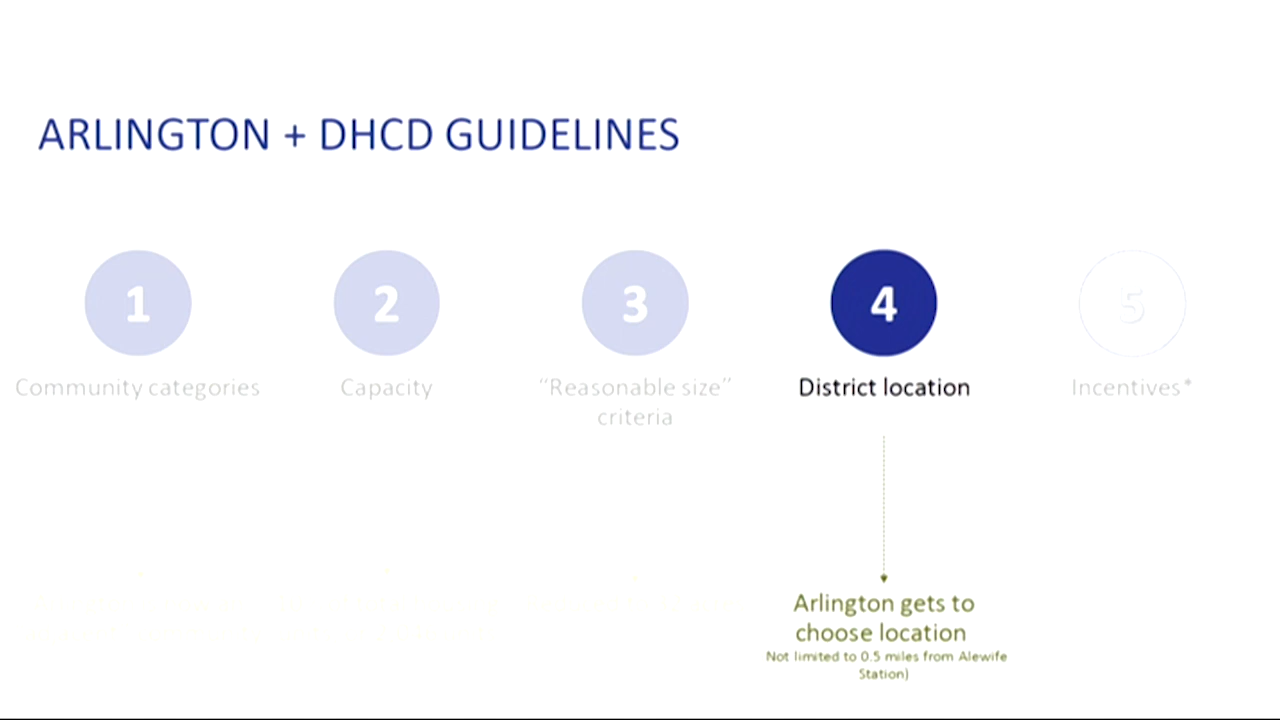 ARLINGTON + DHCD GUIDELINES
1
2
3
4
5
Community categories
Capacity
"Reasonable size"
criteria
District location
Incentives*
Arlington gets to
choose location
Not limited to 0.5 miles from Alewife
Station)